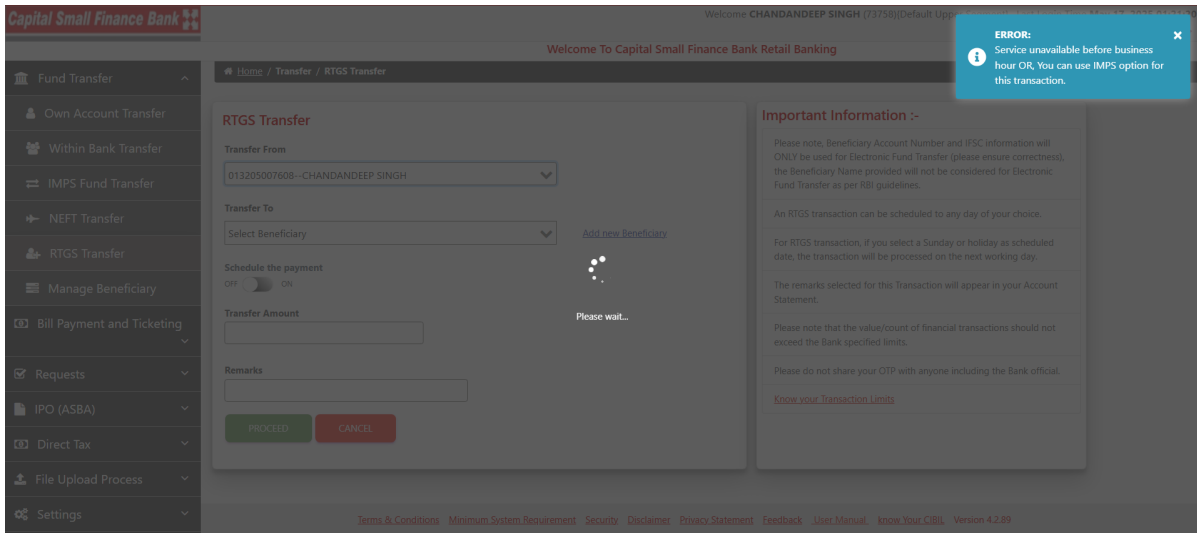 Capital Small Finance Bank
Welcome CHANDANDEEP SINGH (73758)(Default Upp
Welcome To Capital Small Finance Bank Retail Banking
ERROR:
Service unavailable before business
hour OR, You can use IMPS option for
this transaction.
Fund Transfer
Own Account Transfer
Within Bank Transfer
IMPS Fund Transfer
NEFT Transfer
RTGS Transfer
Manage Beneficiary
Bill Payment and Ticketing
Requests
IPO (ASBA)
Direct Tax
File Upload Process
Settings
Home / Transfer / RTGS Transfer
RTGS Transfer
Transfer From
013205007608--CHANDANDEEP SINGH
Transfer To
Select Beneficiary
Add new Beneficiary
Schedule the payment
OFF ON
Transfer Amount
Remarks
PROCEED CANCEL
Please wait...
Important Information :-
Please note, Beneficiary Account Number and IFSC information will
ONLY be used for Electronic Fund Transfer (please ensure correctness),
the Beneficiary Name provided will not be considered for Electronic
Fund Transfer as per RBI guidelines.
An RTGS transaction can be scheduled to any day of your choice.
For RTGS transaction, if you select a Sunday or holiday as scheduled
date, the transaction will be processed on the next working day.
The remarks selected for this Transaction will appear in your Account
Statement.
Please note that the value/count of financial transactions should not
exceed the Bank specified limits.
Please do not share your OTP with anyone including the Bank official.
Know your Transaction Limits
Terms & Conditions Minimum System Requirement Security Disclaimer Privacy Statement Feedback User Manual know Your CIBIL Version 4.2.89